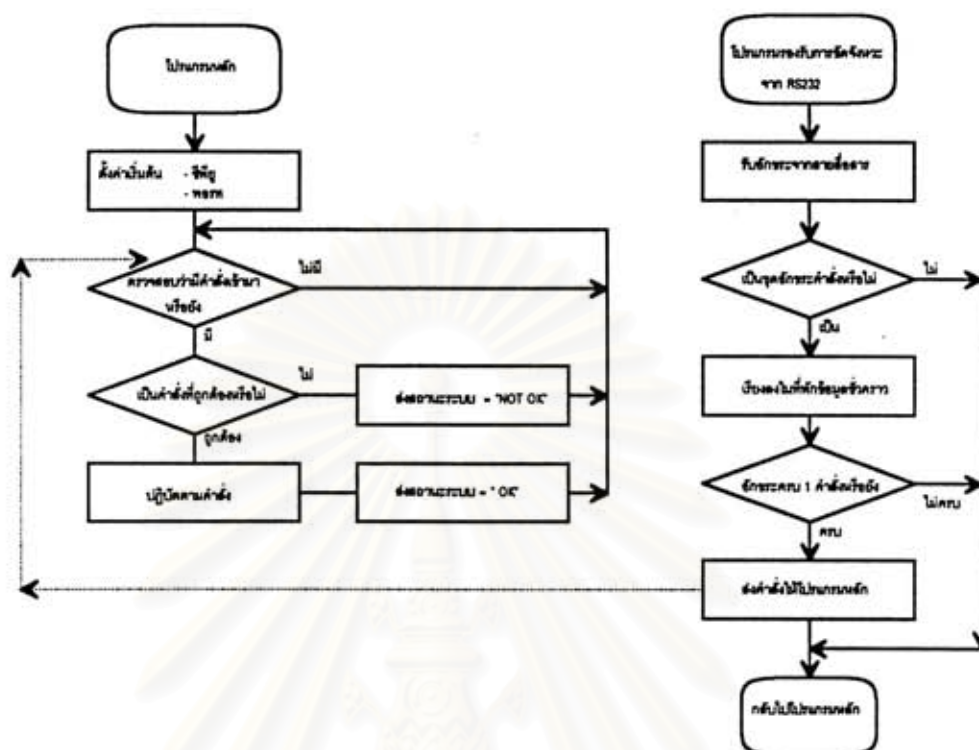 โปรแกรมหลัก
ตั้งค่าเริ่มต้น - ซีพียู
- พอร์ท
ตรวจสอบว่ามีคำสั่งเข้ามา
หรือยัง
ไม่มี
มี
เป็นคำสั่งที่ถูกต้องหรือไม่
ไม่
ส่งสถานะระบบ = "NOT OK"
ถูกต้อง
ปฏิบัติตามคำสั่ง
ส่งสถานะระบบ = " OK"
โปรแกรมรองรับการขัดจังหวะ
จาก RS232
รับอักขระจากสายสื่อสาร
เป็นชุดอักขระคำสั่งหรือไม่
ไม่
เป็น
เรียงลงในที่พักข้อมูลชั่วคราว
อักขระครบ 1 คำสั่งหรือยัง
ไม่ครบ
ครบ
ส่งคำสั่งให้โปรแกรมหลัก
กลับไปโปรแกรมหลัก